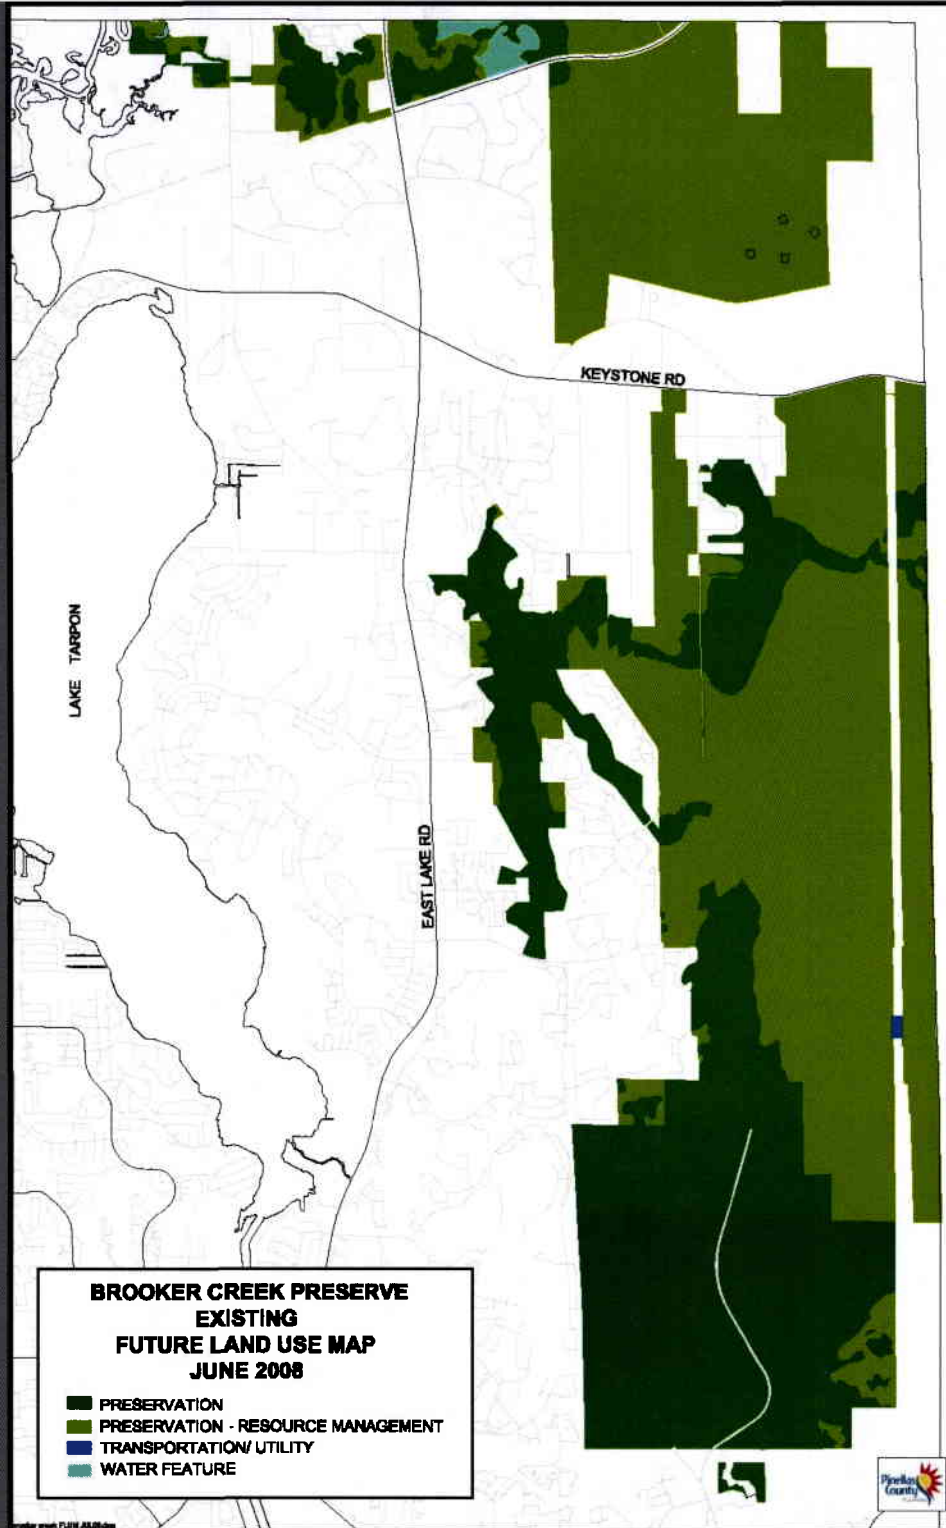 KEYSTONE RD
LAKE TARPON
EAST LAKE RD
BROOKER CREEK PRESERVE
EXISTING
FUTURE LAND USE MAP
JUNE 2008
PRESERVATION
PRESERVATION - RESOURCE MANAGEMENT
TRANSPORTATION/ UTILITY
WATER FEATURE
Pinellas
County